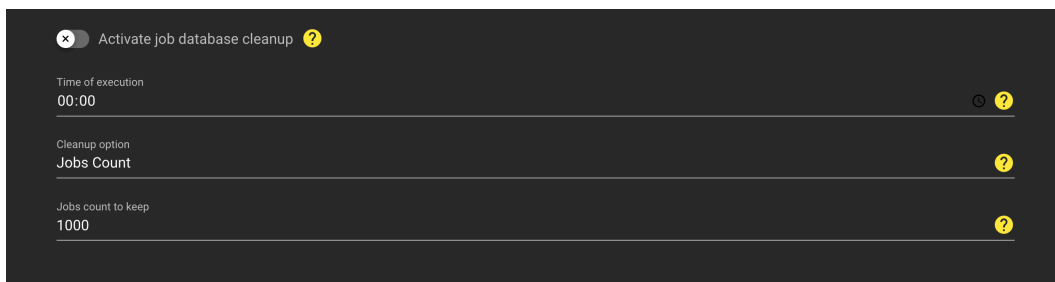 Activate job database cleanup ?
Time of execution
00:00 ?
Cleanup option
Jobs Count ?
Jobs count to keep
1000 ?